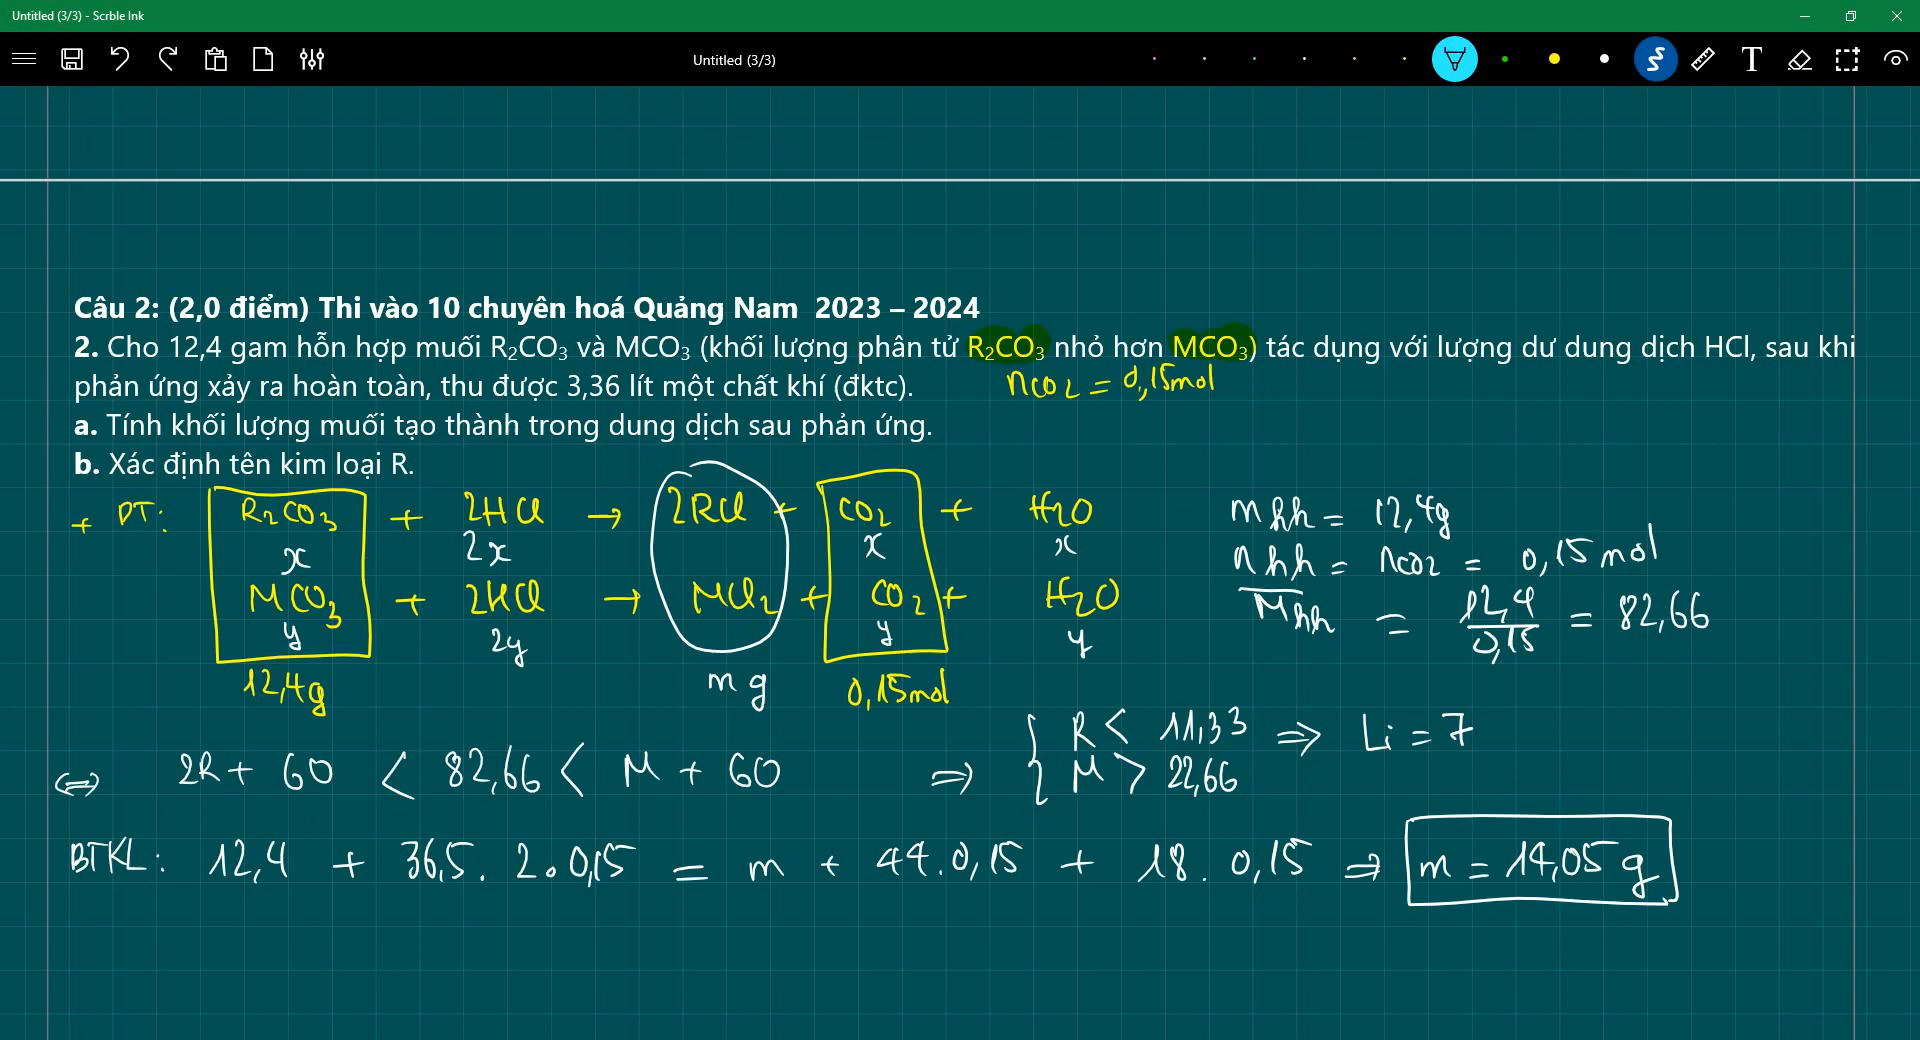 Untitled (3/3) - Scrble Ink
Untitled (3/3)
T
Câu 2: (2,0 điểm) Thi vào 10 chuyên hoá Quảng Nam 2023 – 2024
2. Cho 12,4 gam hỗn hợp muối R₂CO₃ và MCO₃ (khối lượng phân tử R₂CO₃ nhỏ hơn MCO₃) tác dụng với lượng dư dung dịch HCl, sau khi
phản ứng xảy ra hoàn toàn, thu được 3,36 lít một chất khí (đktc). nCO2 = 0,15mol
a. Tính khối lượng muối tạo thành trong dung dịch sau phản ứng.
b. Xác định tên kim loại R.
+ PT: R2CO3 + 2HCl → 2RCl + CO2 + H2O
x 2x x x
MCO3 + 2HCl → MCl2 + CO2 + H2O
y 2y y y
12,4g m g 0,15mol
mhh = 12,4g
nhh = nCO2 = 0,15 mol
M̅hh = 12,4/0,15 = 82,66
⇔ 2R + 60 < 82,66 < M + 60 ⇒ { R < 11,33 ⇒ Li = 7
M > 22,66
BTKL: 12,4 + 36,5. 2.0,15 = m + 44.0,15 + 18. 0,15 ⇒ m = 14,05 g